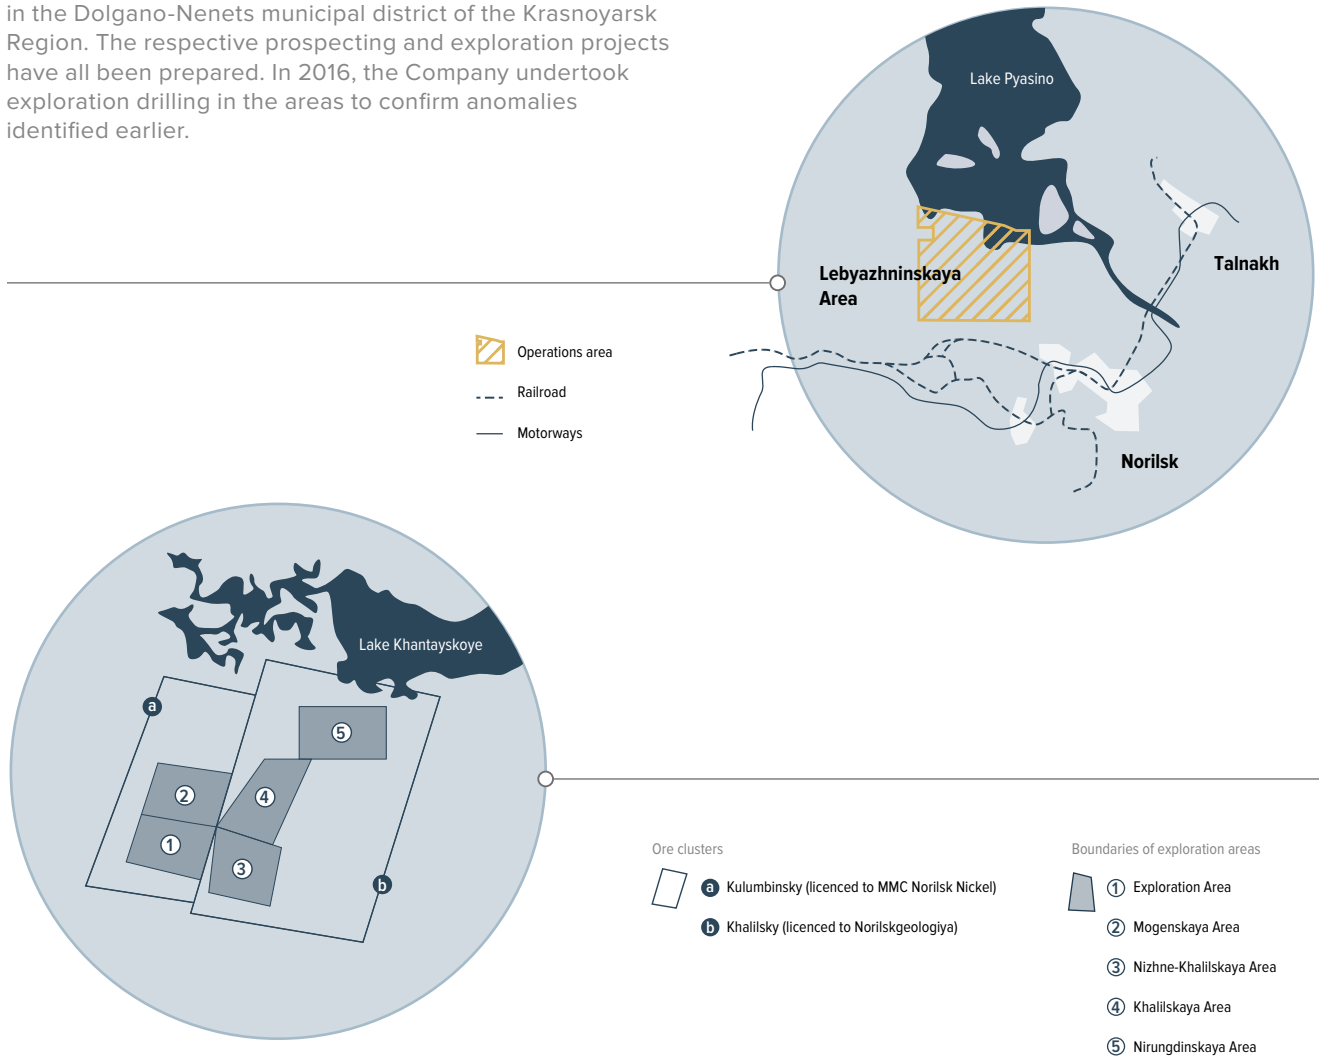 in the Dolgano-Nenets municipal district of the Krasnoyarsk
Region. The respective prospecting and exploration projects
have all been prepared. In 2016, the Company undertook
exploration drilling in the areas to confirm anomalies
identified earlier.
Lake Pyasino
Lebyazhninskaya
Area
Talnakh
Norilsk
Operations area
Railroad
Motorways
Lake Khantayskoye
a
5
2
4
1
3
b
Ore clusters
a Kulumbinsky (licenced to MMC Norilsk Nickel)
b Khalilsky (licenced to Norilskgeologiya)
Boundaries of exploration areas
1 Exploration Area
2 Mogenskaya Area
3 Nizhne-Khalilskaya Area
4 Khalilskaya Area
5 Nirungdinskaya Area